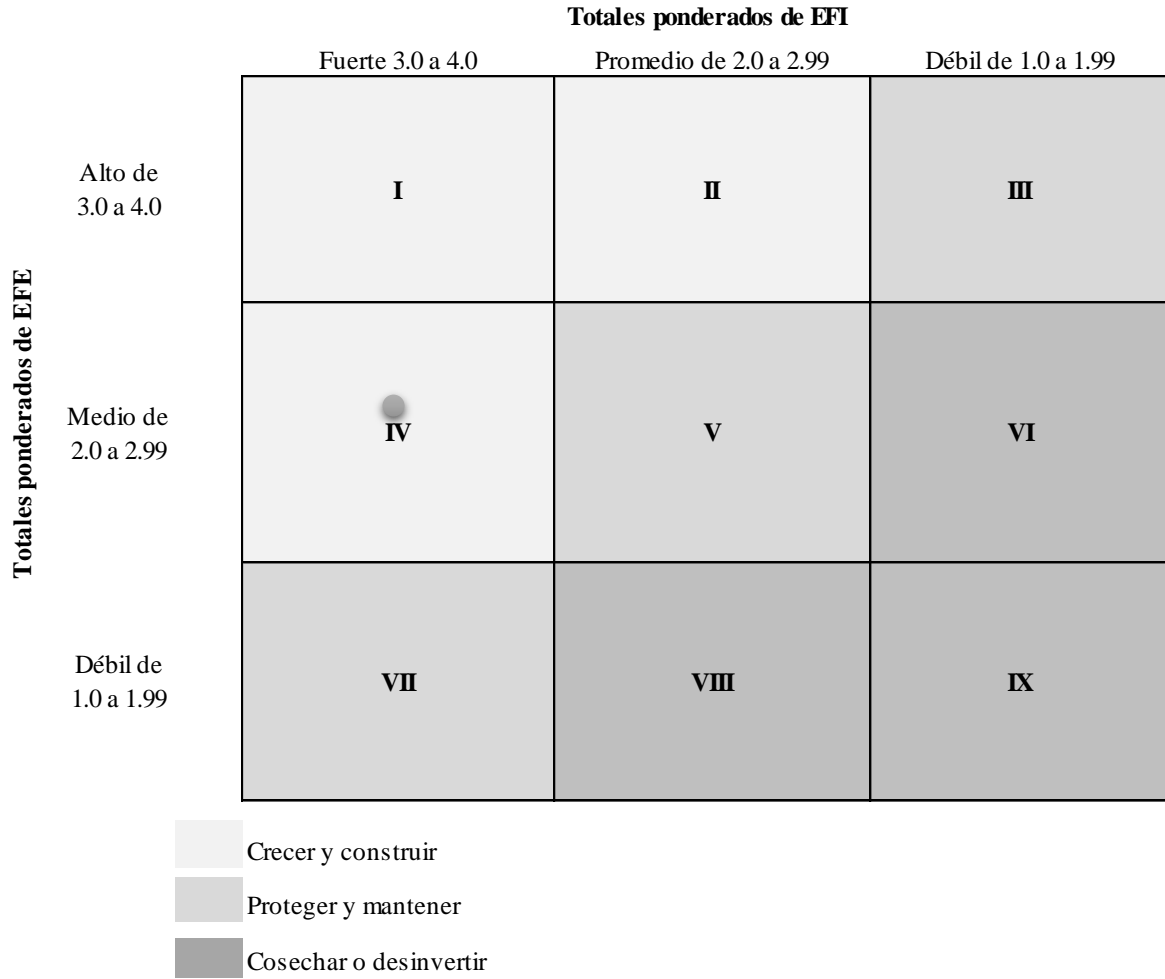 Totales ponderados de EFI
Fuerte 3.0 a 4.0
Promedio de 2.0 a 2.99
Débil de 1.0 a 1.99
Totales ponderados de EFE
Alto de
3.0 a 4.0
I
II
III
Medio de
2.0 a 2.99
IV
V
VI
Débil de
1.0 a 1.99
VII
VIII
IX
Crecer y construir
Proteger y mantener
Cosechar o desinvertir